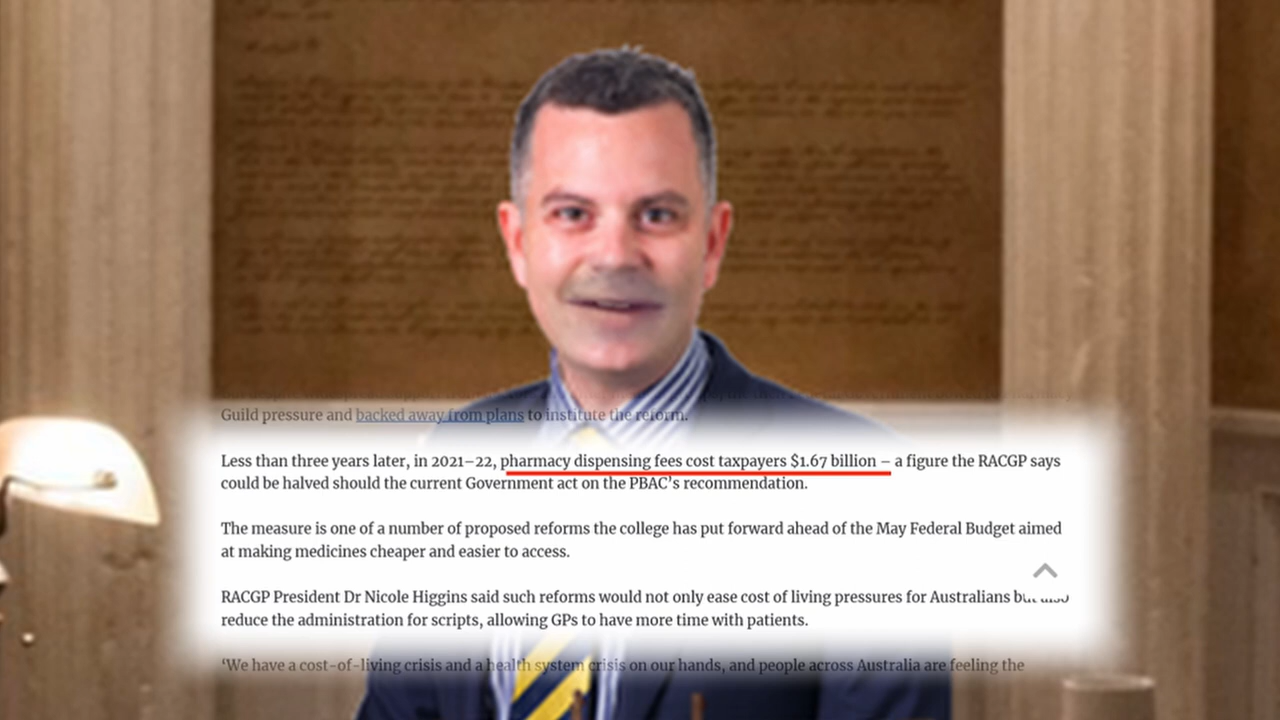 Guild pressure and backed away from plans to institute the reform.
Less than three years later, in 2021–22, pharmacy dispensing fees cost taxpayers $1.67 billion – a figure the RACGP says
could be halved should the current Government act on the PBAC's recommendation.
The measure is one of a number of proposed reforms the college has put forward ahead of the May Federal Budget aimed
at making medicines cheaper and easier to access.
RACGP President Dr Nicole Higgins said such reforms would not only ease cost of living pressures for Australians but also
reduce the administration for scripts, allowing GPs to have more time with patients.
‘We have a cost-of-living crisis and a health system crisis on our hands, and people across Australia are feeling the